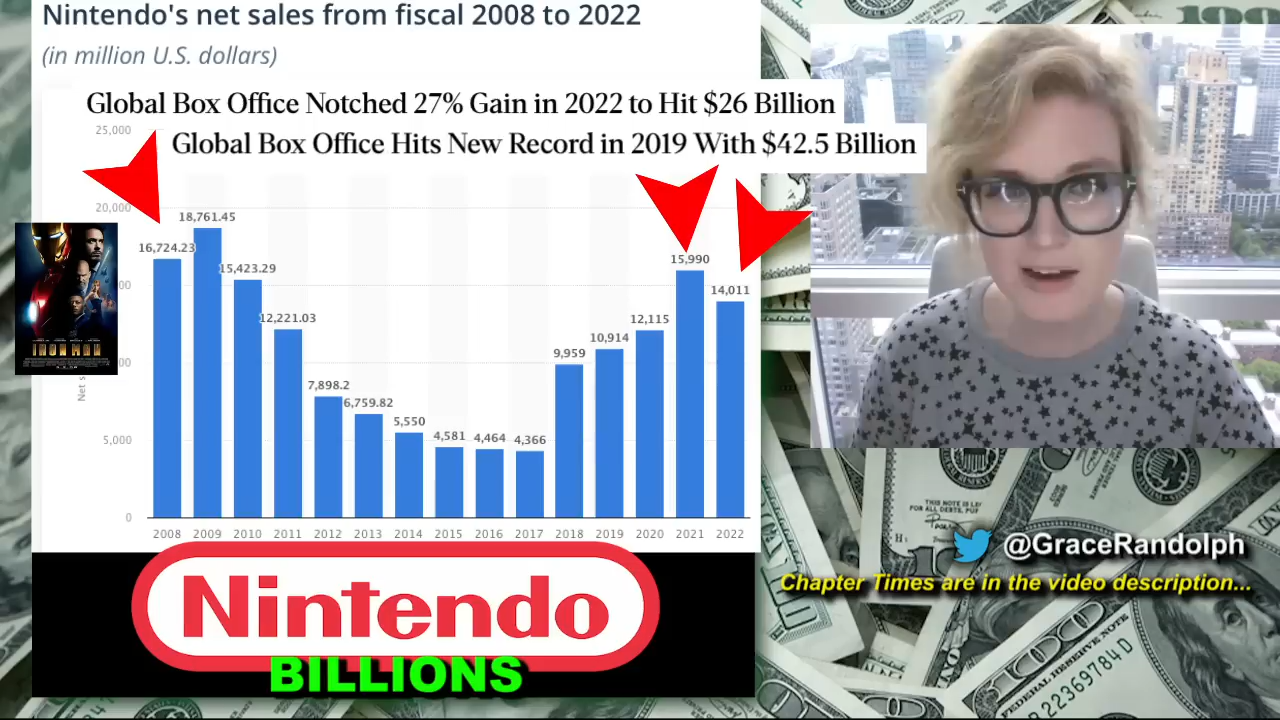 Nintendo's net sales from fiscal 2008 to 2022
(in million U.S. dollars)
Global Box Office Notched 27% Gain in 2022 to Hit $26 Billion
Global Box Office Hits New Record in 2019 With $42.5 Billion
25,000
20,000
5,000
0
16,724.23
18,761.45
15,423.29
12,221.03
7,898.2
6,759.82
5,550
4,581
4,464
4,366
9,959
10,914
12,115
15,990
14,011
2008 2009 2010 2011 2012 2013 2014 2015 2016 2017 2018 2019 2020 2021 2022
IRON MAN
Nintendo
BILLIONS
@GraceRandolph
Chapter Times are in the video description...
FEDERAL RESERVE NOTE
100